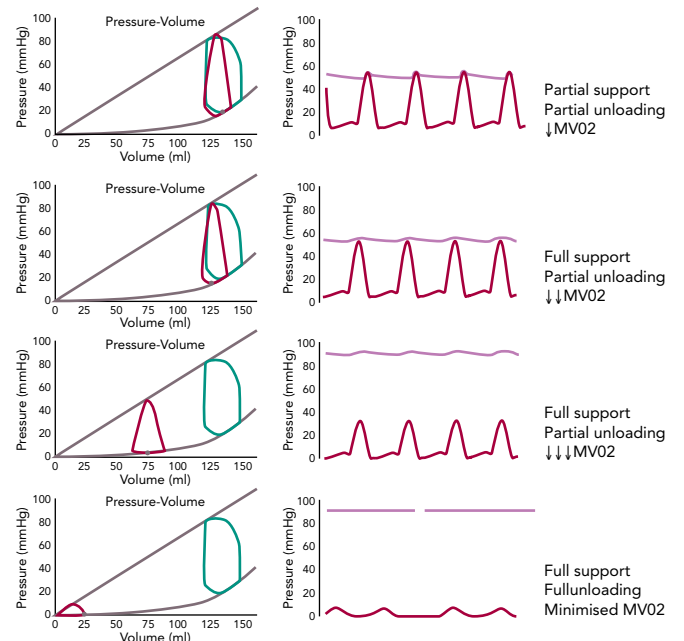 Pressure-Volume
Pressure (mmHg)
100
80
60
40
20
0
0 25 50 75 100 125 150
Volume (ml)
Pressure (mmHg)
100
80
60
40
20
0
Partial support
Partial unloading
↓MV02
Pressure-Volume
Pressure (mmHg)
100
80
60
40
20
0
0 25 50 75 100 125 150
Volume (ml)
Pressure (mmHg)
100
80
60
40
20
0
Full support
Partial unloading
↓↓MV02
Pressure-Volume
Pressure (mmHg)
100
80
60
40
20
0
0 25 50 75 100 125 150
Volume (ml)
Pressure (mmHg)
100
80
60
40
20
0
Full support
Partial unloading
↓↓↓MV02
Pressure-Volume
Pressure (mmHg)
100
80
60
40
20
0
0 25 50 75 100 125 150
Volume (ml)
Pressure (mmHg)
100
80
60
40
20
0
Full support
Fullunloading
Minimised MV02